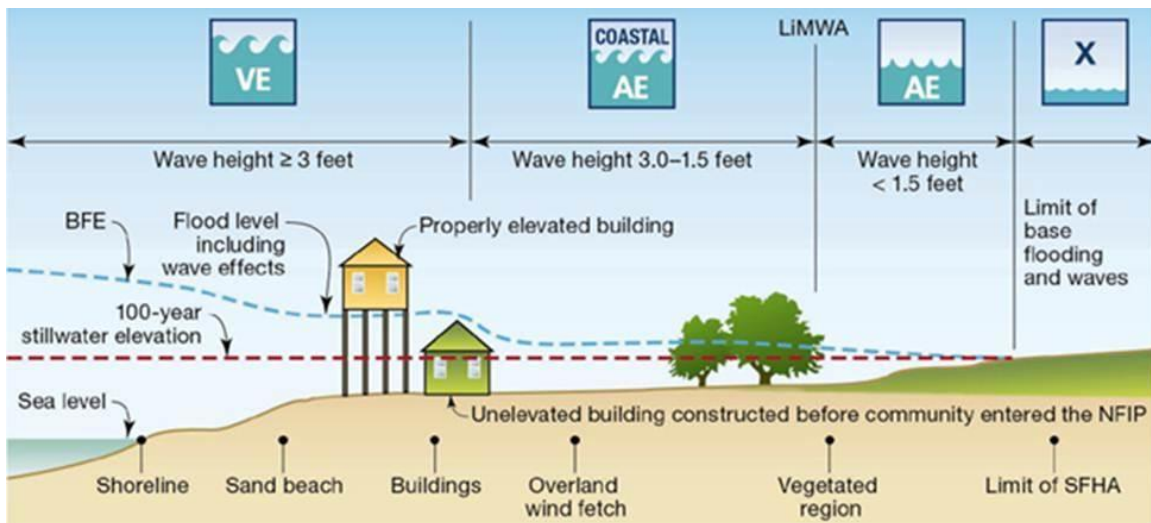 VE
COASTAL
AE
LiMWA
AE
X
Wave height ≥ 3 feet
Wave height 3.0–1.5 feet
Wave height
< 1.5 feet
BFE
Flood level
including
wave effects
Properly elevated building
Limit of
base
flooding
and waves
100-year
stillwater elevation
Sea level
Unelevated building constructed before community entered the NFIP
Shoreline
Sand beach
Buildings
Overland
wind fetch
Vegetated
region
Limit of SFHA